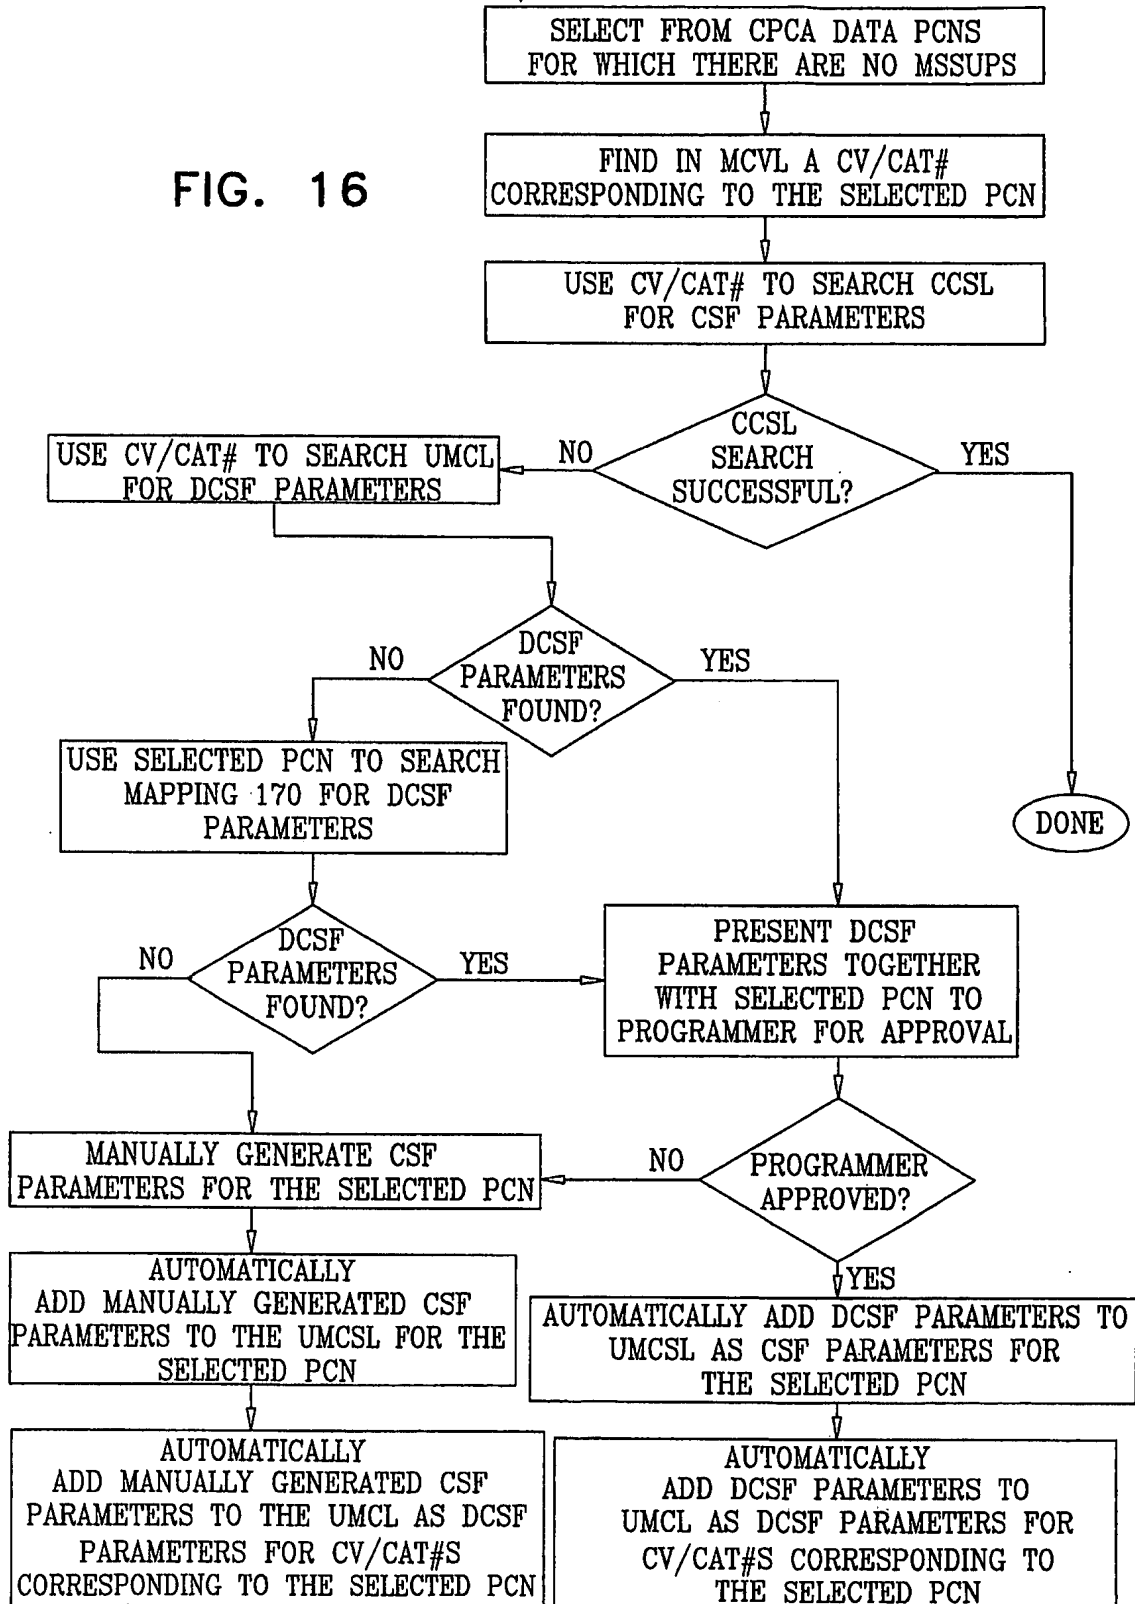 SELECT FROM CPCA DATA PCNS
FOR WHICH THERE ARE NO MSSUPS
FIG. 16
FIND IN MCVL A CV/CAT#
CORRESPONDING TO THE SELECTED PCN
USE CV/CAT# TO SEARCH CCSL
FOR CSF PARAMETERS
CCSL
SEARCH
SUCCESSFUL?
NO
YES
USE CV/CAT# TO SEARCH UMCL
FOR DCSF PARAMETERS
DCSF
PARAMETERS
FOUND?
NO
YES
USE SELECTED PCN TO SEARCH
MAPPING 170 FOR DCSF
PARAMETERS
DONE
DCSF
PARAMETERS
FOUND?
NO
YES
PRESENT DCSF
PARAMETERS TOGETHER
WITH SELECTED PCN TO
PROGRAMMER FOR APPROVAL
MANUALLY GENERATE CSF
PARAMETERS FOR THE SELECTED PCN
NO
PROGRAMMER
APPROVED?
YES
AUTOMATICALLY
ADD MANUALLY GENERATED CSF
PARAMETERS TO THE UMCSL FOR THE
SELECTED PCN
AUTOMATICALLY ADD DCSF PARAMETERS TO
UMCSL AS CSF PARAMETERS FOR
THE SELECTED PCN
AUTOMATICALLY
ADD MANUALLY GENERATED CSF
PARAMETERS TO THE UMCL AS DCSF
PARAMETERS FOR CV/CAT#S
CORRESPONDING TO THE SELECTED PCN
AUTOMATICALLY
ADD DCSF PARAMETERS TO
UMCL AS DCSF PARAMETERS FOR
CV/CAT#S CORRESPONDING TO
THE SELECTED PCN